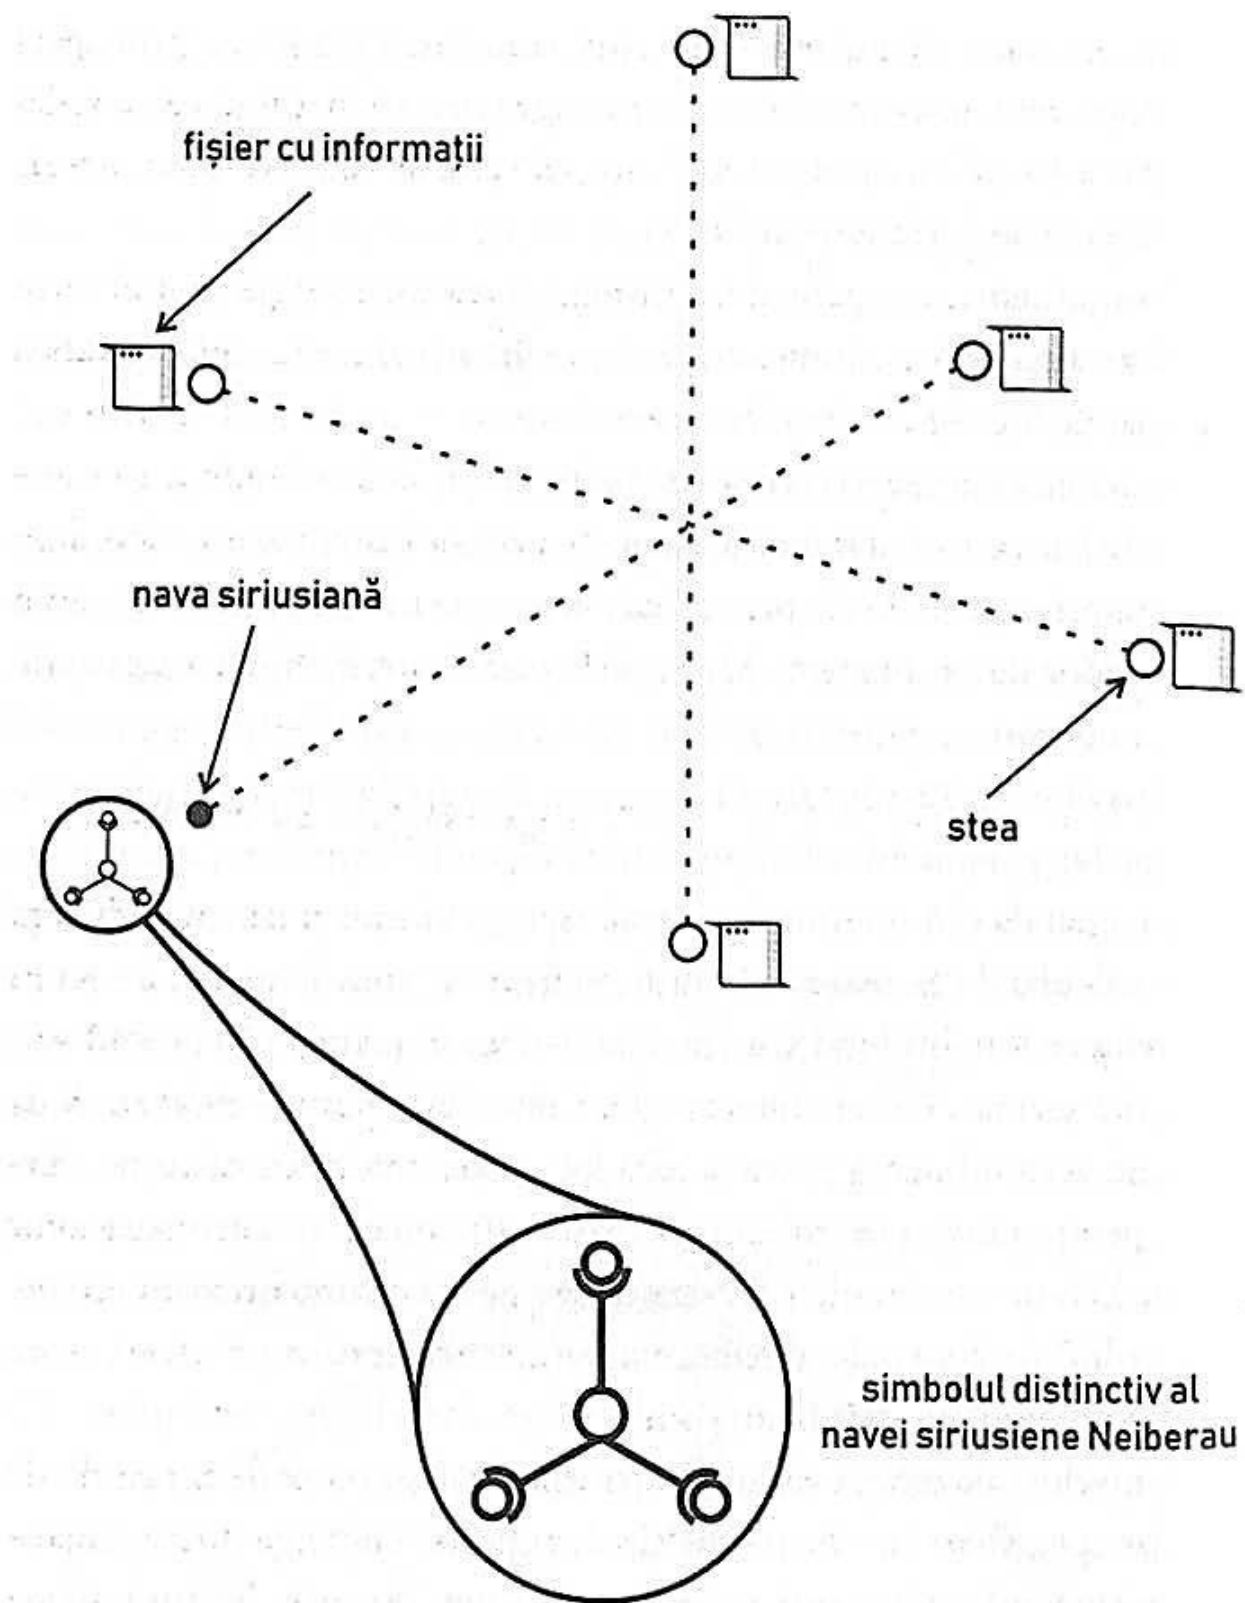 fișier cu informații
nava siriusiană
stea
simbolul distinctiv al
navei siriusiene Neiberau